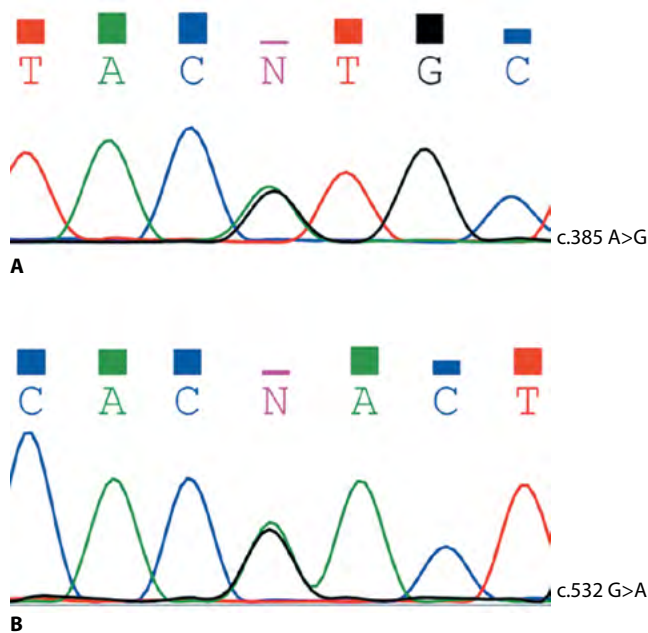 T A C N T G C
c.385 A>G
A
C A C N A C T
c.532 G>A
B